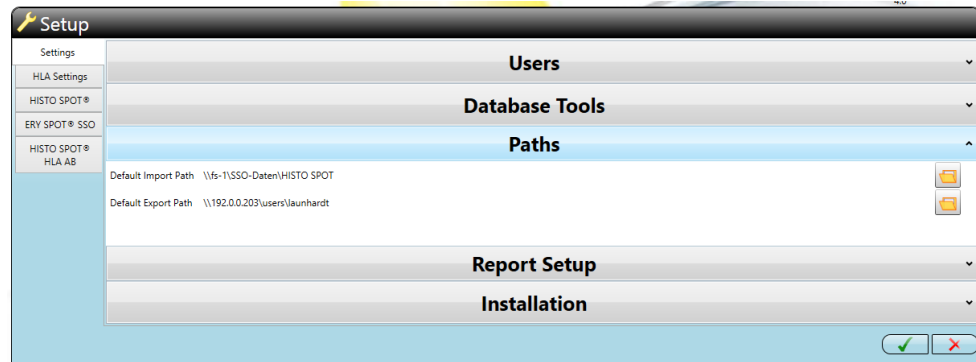 4.0
Setup
Settings
HLA Settings
HISTO SPOT®
ERY SPOT® SSO
HISTO SPOT®
HLA AB
Users
Database Tools
Paths
Default Import Path \\fs-1\SSO-Daten\HISTO SPOT
Default Export Path \\192.0.0.203\users\launhardt
Report Setup
Installation